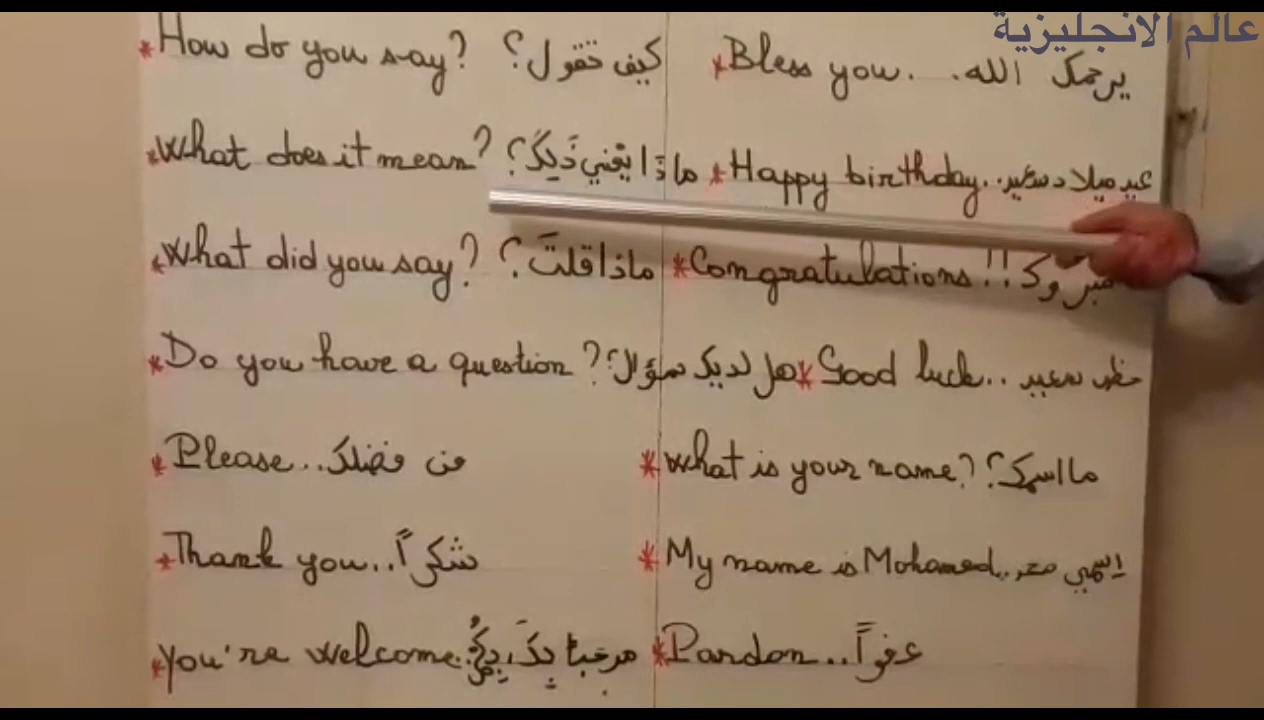 عالم الانجليزية
*How do you say? كيف تقول؟
*Bless you.. يرحمك الله
*What does it mean? ماذا يعني ذَلِكَ؟
*Happy birthday.. عيد ميلاد سعيد
*What did you say? ماذا قلتَ؟
*Congratulations!! مبروك
*Do you have a question? هل لديك سؤال؟
*Good luck.. حظ سعيد
*Please.. من فضلك
*What is your name? ما اسمك؟
*Thank you.. شكراً
*My name is Mohamed.. إسمي محمد
*You're welcome.. مرحبا بِكَ،
*Pardon.. عفواً